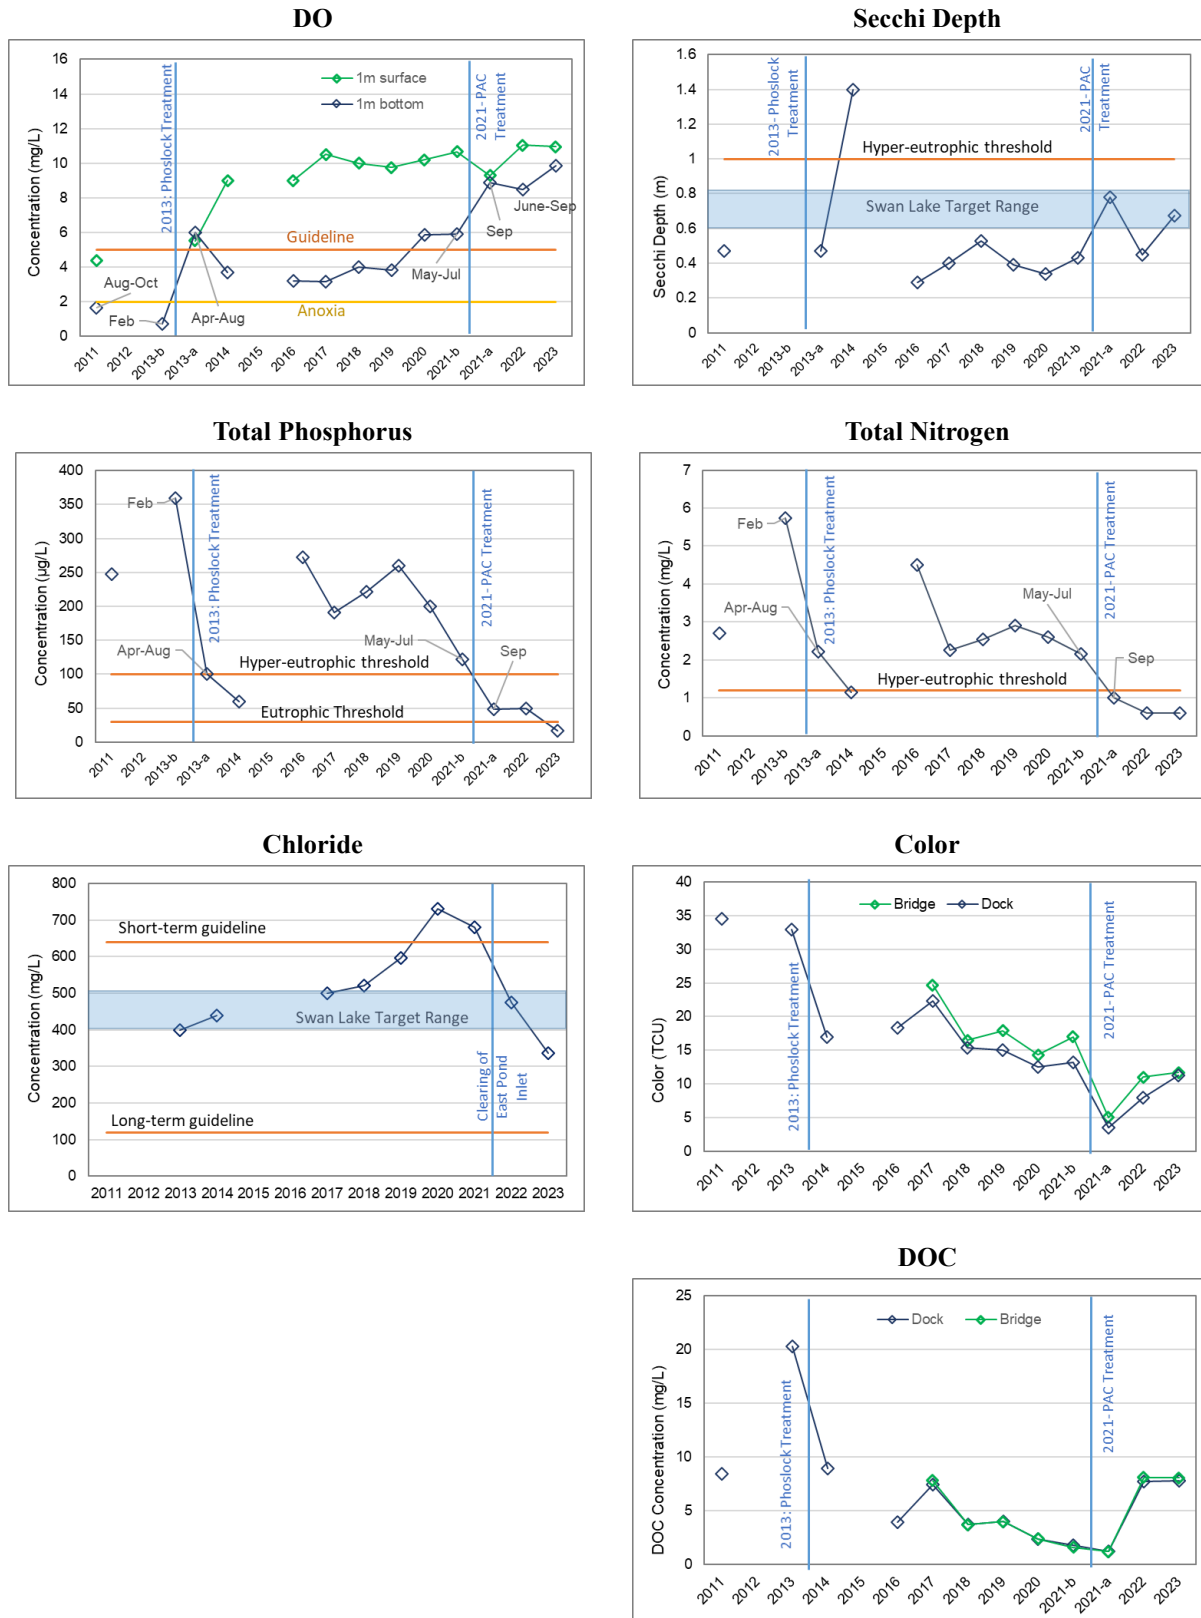 DO
16
14
12
10
8
6
4
2
0
Concentration (mg/L)
1m surface
1m bottom
2013: Phoslock Treatment
2021-PAC
Treatment
Guideline
Anoxia
Aug-Oct
Feb
Apr-Aug
May-Jul
Sep
June-Sep
2011
2012
2013-b
2013-a
2014
2015
2016
2017
2018
2019
2020
2021-b
2021-a
2022
2023
Secchi Depth
1.6
1.4
1.2
1
0.8
0.6
0.4
0.2
0
Secchi Depth (m)
2013- Phoslock
Treatment
2021-PAC
Treatment
Hyper-eutrophic threshold
Swan Lake Target Range
2011
2012
2013-b
2013-a
2014
2015
2016
2017
2018
2019
2020
2021-b
2021-a
2022
2023
Total Phosphorus
400
350
300
250
200
150
100
50
0
Concentration (µg/L)
Feb
2013: Phoslock Treatment
2021- PAC Treatment
Apr-Aug
May-Jul
Sep
Hyper-eutrophic threshold
Eutrophic Threshold
2011
2012
2013-b
2013-a
2014
2015
2016
2017
2018
2019
2020
2021-b
2021-a
2022
2023
Total Nitrogen
7
6
5
4
3
2
1
0
Concentration (mg/L)
Feb
2013: Phoslock Treatment
2021- PAC Treatment
Apr-Aug
May-Jul
Sep
Hyper-eutrophic threshold
2011
2012
2013-b
2013-a
2014
2015
2016
2017
2018
2019
2020
2021-b
2021-a
2022
2023
Chloride
800
700
600
500
400
300
200
100
0
Concentration (mg/L)
Short-term guideline
Swan Lake Target Range
Long-term guideline
Clearing of
East Pond
Inlet
2011 2012 2013 2014 2015 2016 2017 2018 2019 2020 2021 2022 2023
Color
40
35
30
25
20
15
10
5
0
Color (TCU)
Bridge
Dock
2013: Phoslock Treatment
2021- PAC Treatment
2011
2012
2013
2014
2015
2016
2017
2018
2019
2020
2021-b
2021-a
2022
2023
DOC
25
20
15
10
5
0
DOC Concentration (mg/L)
Dock
Bridge
2013: Phoslock Treatment
2021- PAC Treatment
2011
2012
2013
2014
2015
2016
2017
2018
2019
2020
2021-b
2021-a
2022
2023